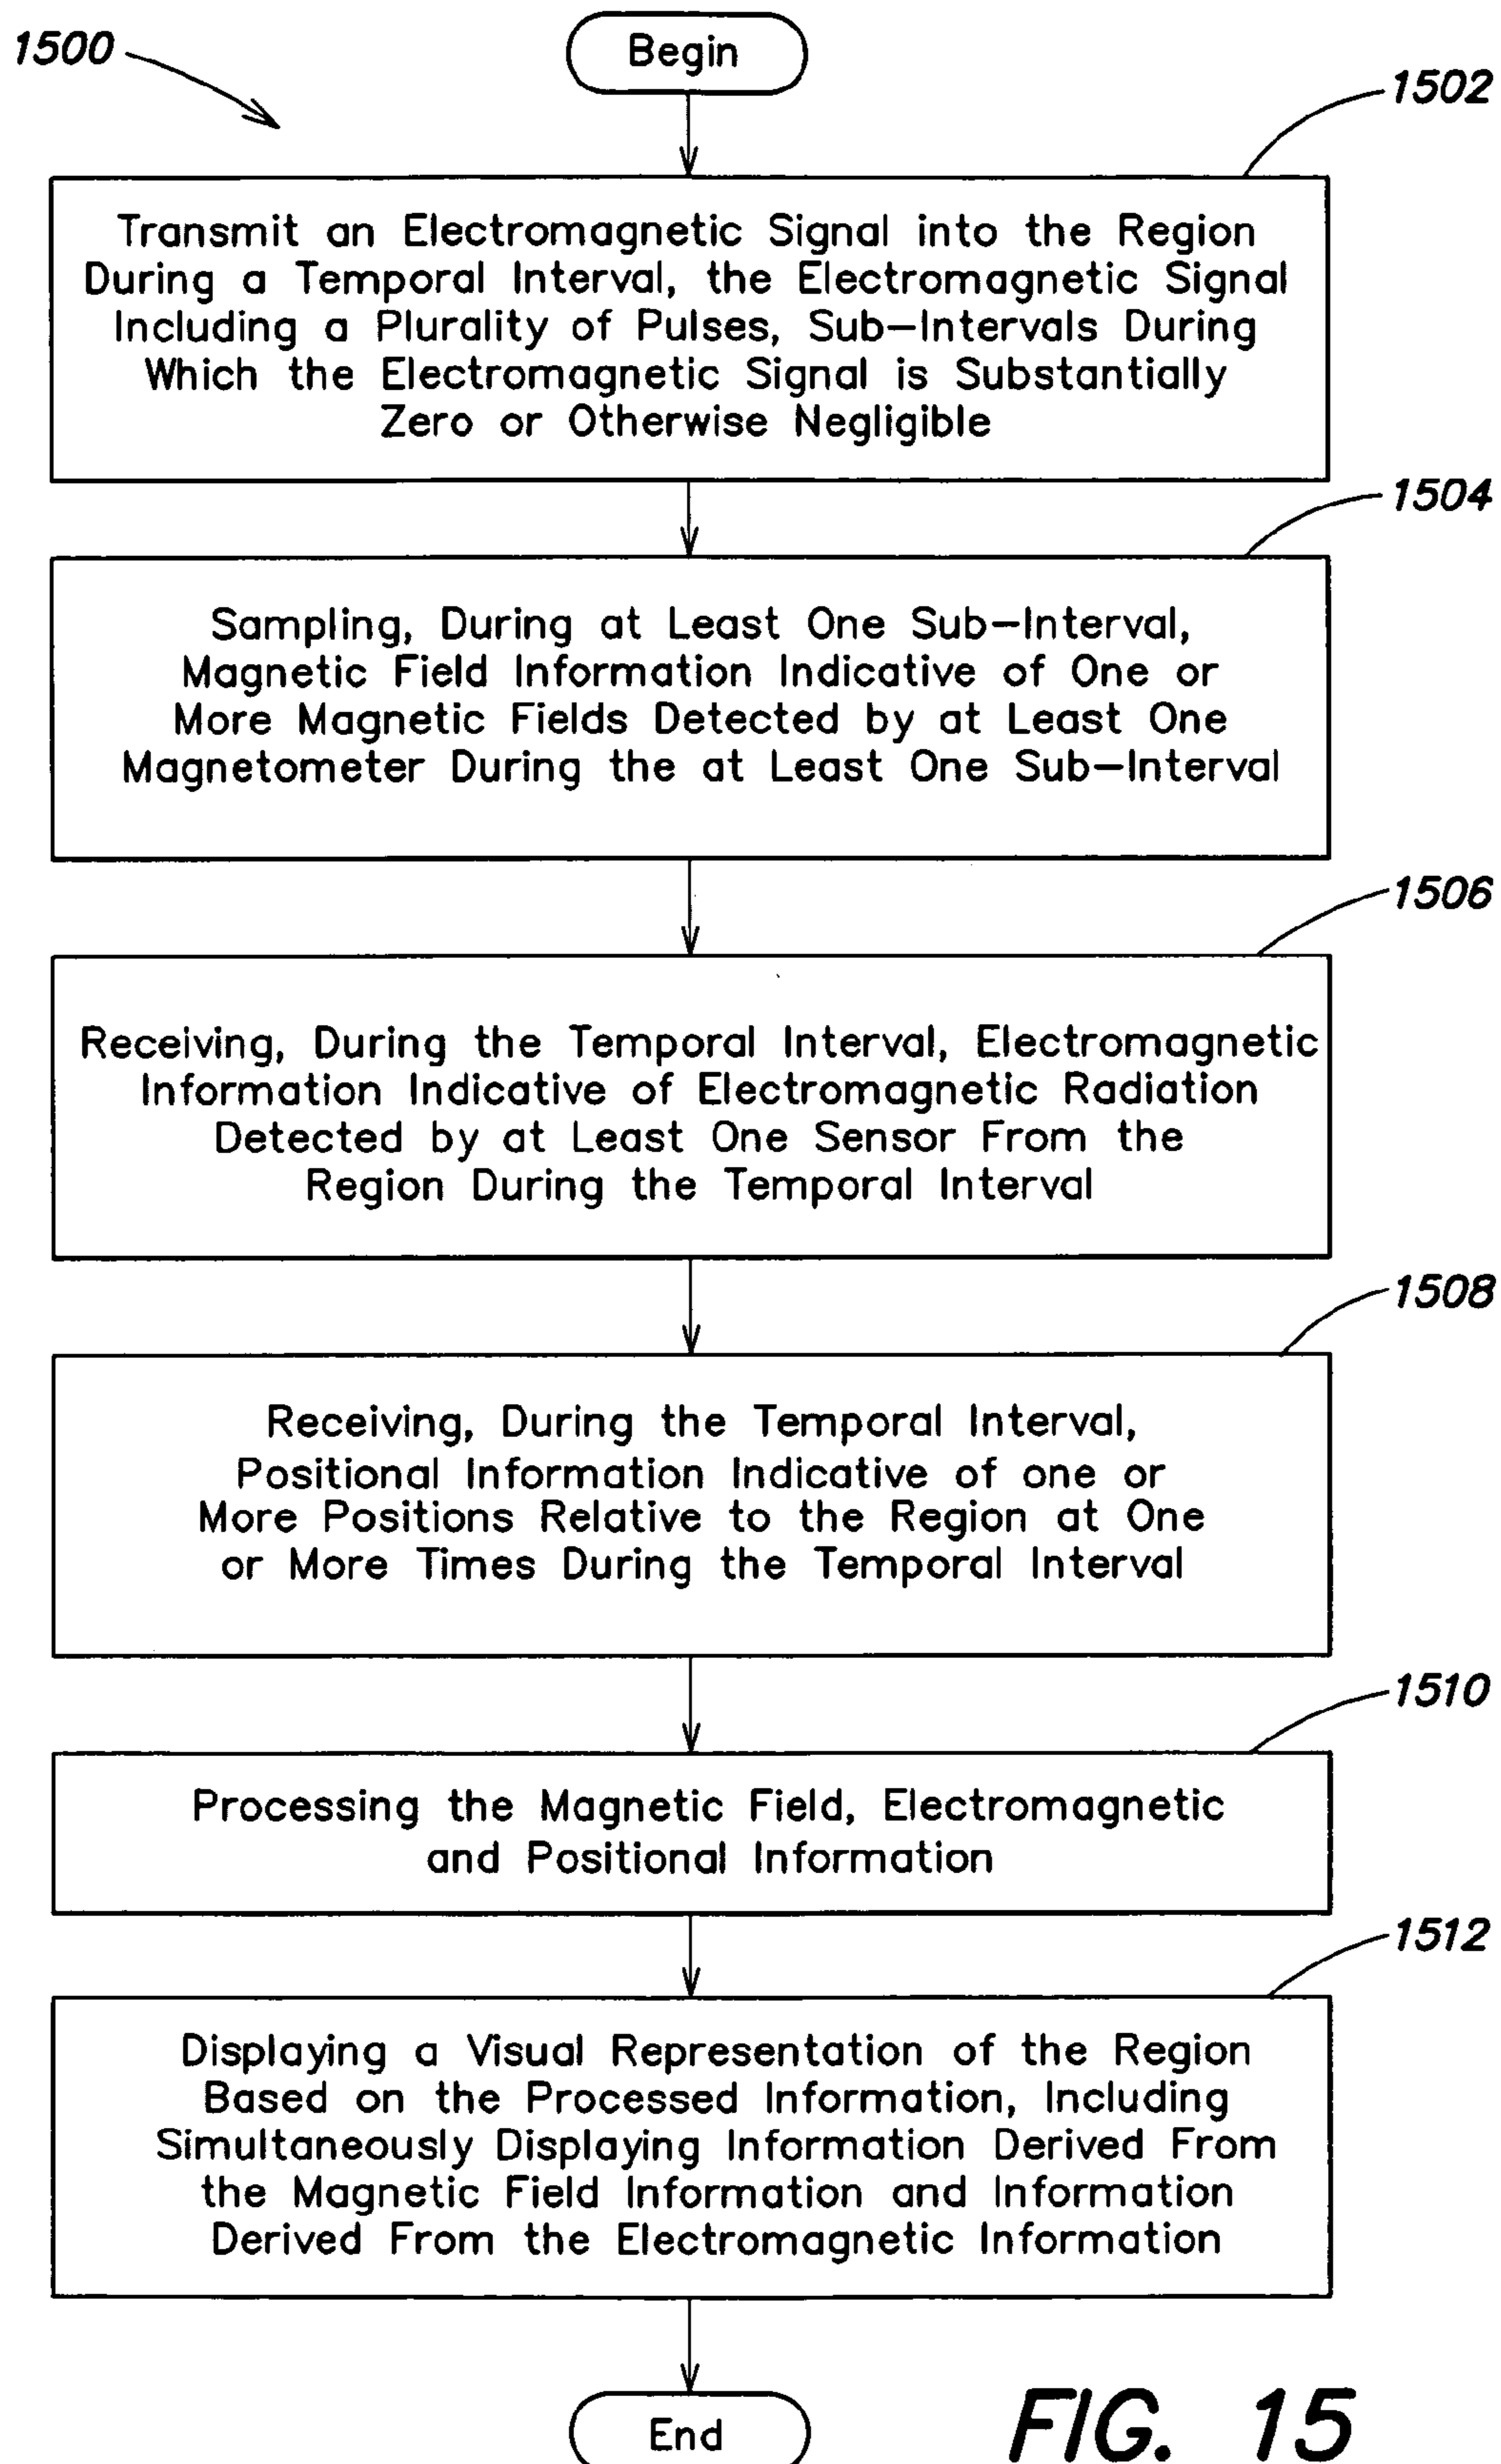 1500
Begin
1502
Transmit an Electromagnetic Signal into the Region
During a Temporal Interval, the Electromagnetic Signal
Including a Plurality of Pulses, Sub-Intervals During
Which the Electromagnetic Signal is Substantially
Zero or Otherwise Negligible
1504
Sampling, During at Least One Sub-Interval,
Magnetic Field Information Indicative of One or
More Magnetic Fields Detected by at Least One
Magnetometer During the at Least One Sub-Interval
1506
Receiving, During the Temporal Interval, Electromagnetic
Information Indicative of Electromagnetic Radiation
Detected by at Least One Sensor From the
Region During the Temporal Interval
1508
Receiving, During the Temporal Interval,
Positional Information Indicative of one or
More Positions Relative to the Region at One
or More Times During the Temporal Interval
1510
Processing the Magnetic Field, Electromagnetic
and Positional Information
1512
Displaying a Visual Representation of the Region
Based on the Processed Information, Including
Simultaneously Displaying Information Derived From
the Magnetic Field Information and Information
Derived From the Electromagnetic Information
End
FIG. 15